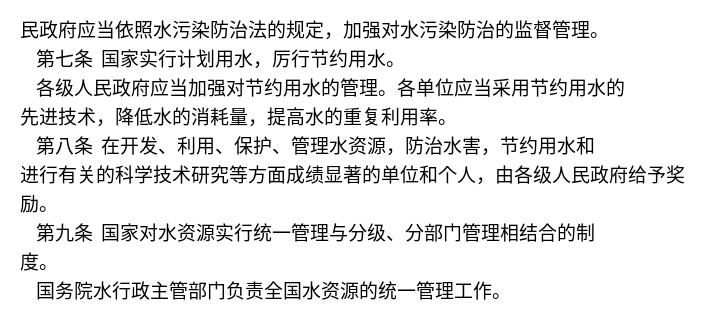 民政府应当依照水污染防治法的规定，加强对水污染防治的监督管理。
第七条 国家实行计划用水，厉行节约用水。
各级人民政府应当加强对节约用水的管理。各单位应当采用节约用水的
先进技术，降低水的消耗量，提高水的重复利用率。
第八条 在开发、利用、保护、管理水资源，防治水害，节约用水和
进行有关的科学技术研究等方面成绩显著的单位和个人，由各级人民政府给予奖
励。
第九条 国家对水资源实行统一管理与分级、分部门管理相结合的制
度。
国务院水行政主管部门负责全国水资源的统一管理工作。